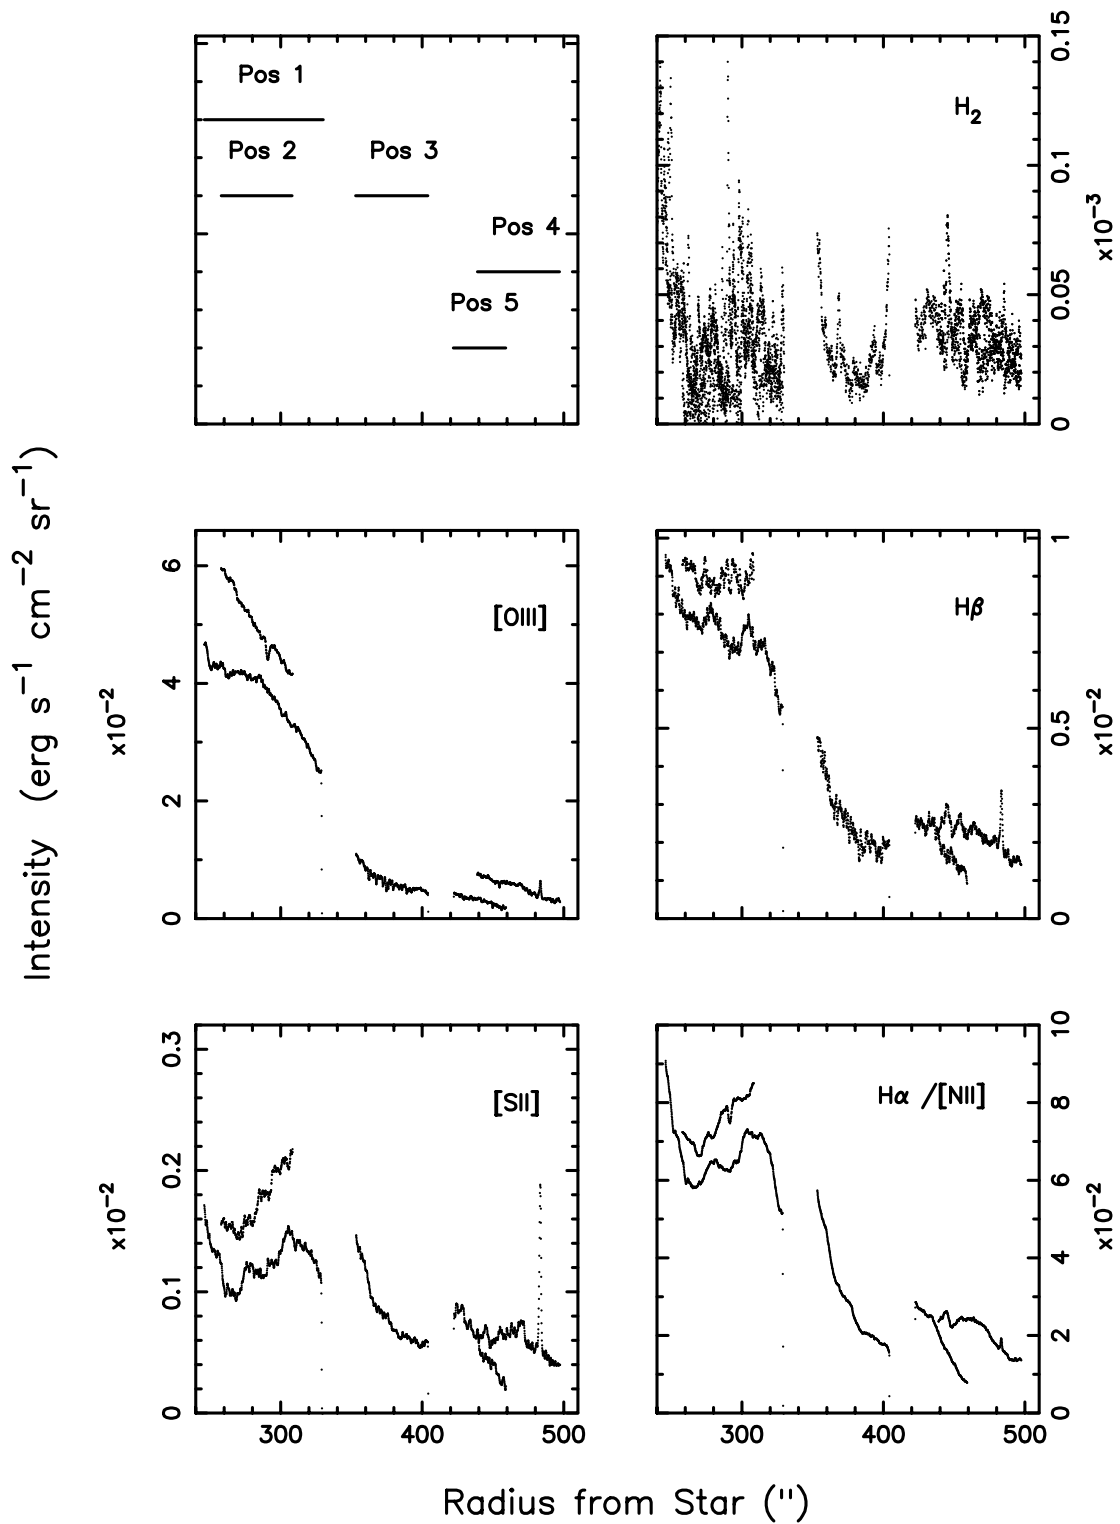 Pos 1
Pos 2
Pos 3
Pos 4
Pos 5
H2
0.15
0.1
0.05
0
x10−3
Intensity (erg s−1 cm−2 sr−1)
[OIII]
6
4
2
0
x10−2
Hβ
1
0.5
0
x10−2
[SII]
0.3
0.2
0.1
0
x10−2
300 400 500
Hα /[NII]
10
8
6
4
2
0
x10−2
300 400 500
Radius from Star (")